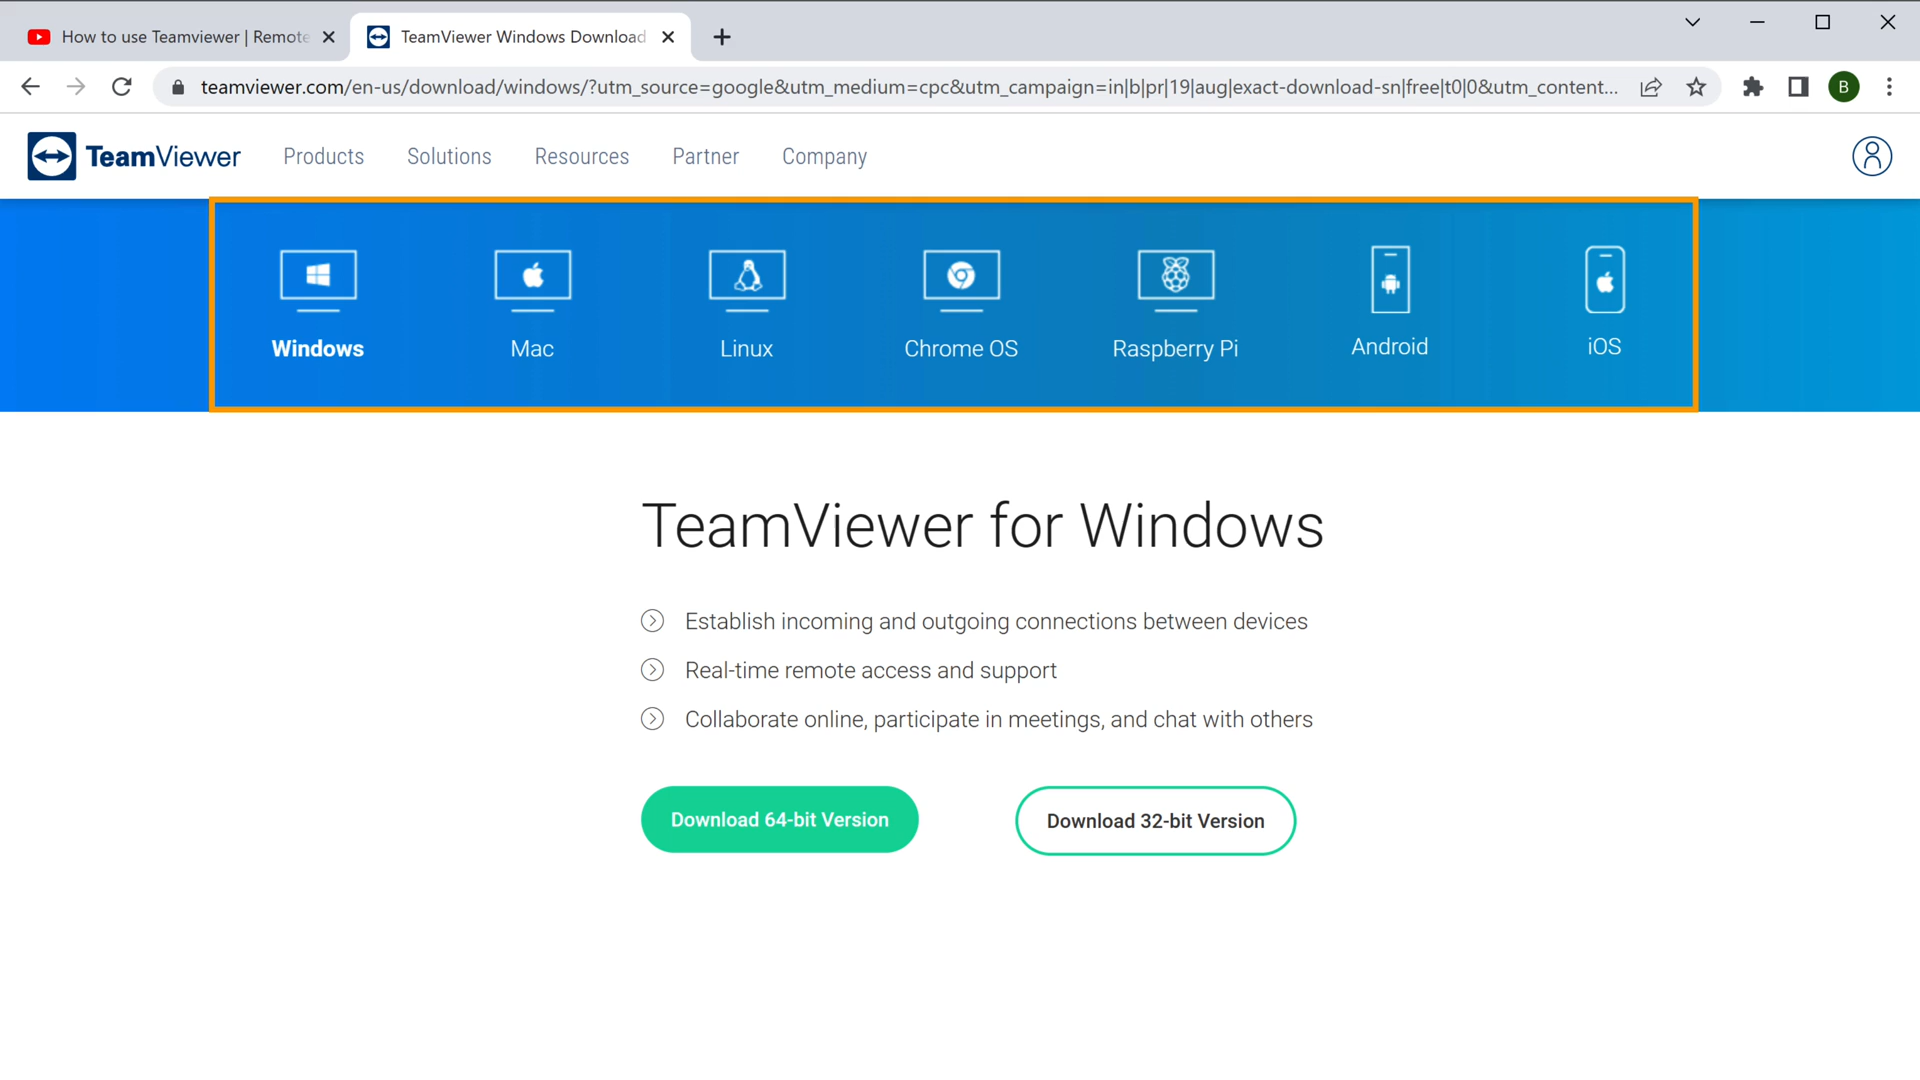 How to use Teamviewer | Remote
TeamViewer Windows Download
teamviewer.com/en-us/download/windows/?utm_source=google&utm_medium=cpc&utm_campaign=in|b|pr|19|aug|exact-download-sn|free|t0|0&utm_content...
B
TeamViewer
Products
Solutions
Resources
Partner
Company
Windows
Mac
Linux
Chrome OS
Raspberry Pi
Android
iOS
TeamViewer for Windows
Establish incoming and outgoing connections between devices
Real-time remote access and support
Collaborate online, participate in meetings, and chat with others
Download 64-bit Version
Download 32-bit Version